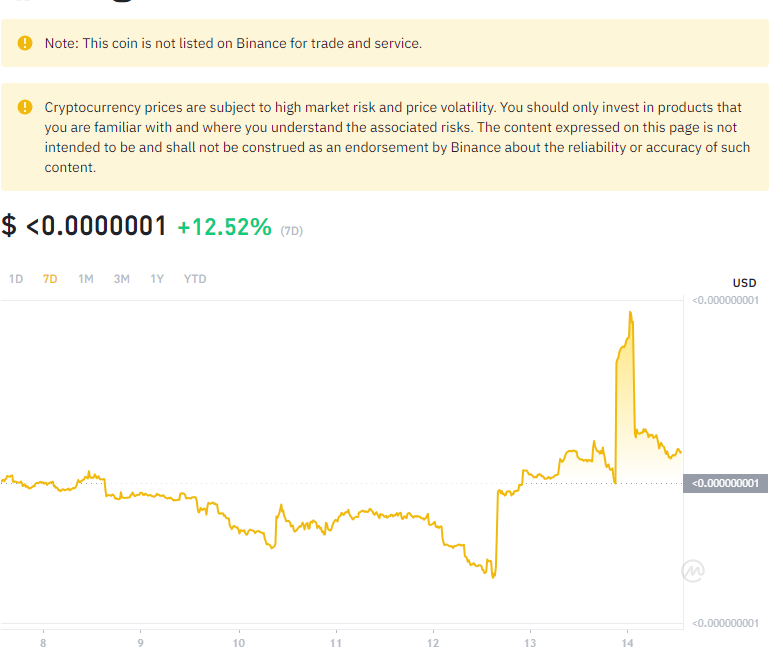 Note: This coin is not listed on Binance for trade and service.
Cryptocurrency prices are subject to high market risk and price volatility. You should only invest in products that
you are familiar with and where you understand the associated risks. The content expressed on this page is not
intended to be and shall not be construed as an endorsement by Binance about the reliability or accuracy of such
content.
$ <0.0000001 +12.52% (7D)
1D 7D 1M 3M 1Y YTD
USD
<0.000000001
<0.000000001
<0.000000001
8 9 10 11 12 13 14